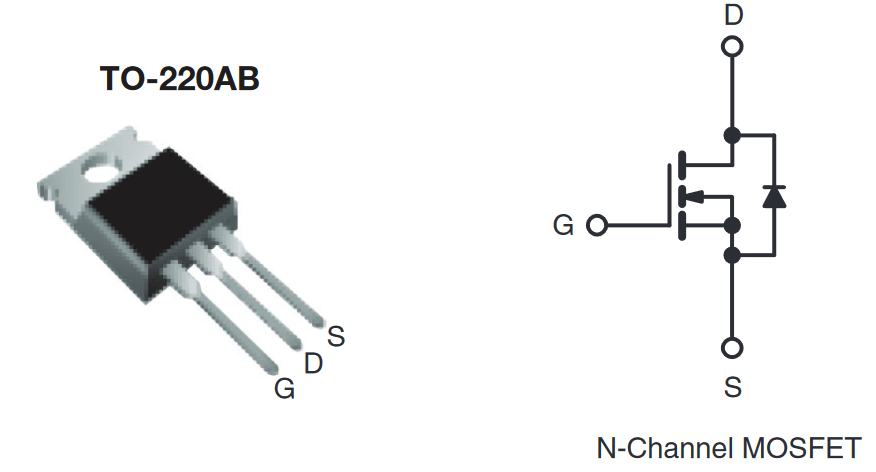 TO-220AB
S
D
G
D
G
S
N-Channel MOSFET